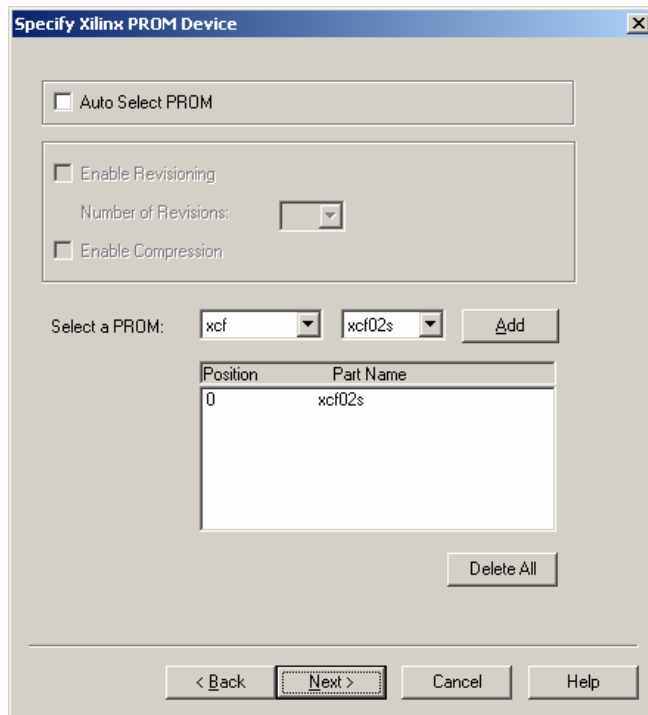 Specify Xilinx PROM Device
Auto Select PROM
Enable Revisioning
Number of Revisions:
Enable Compression
Select a PROM: xcf xcf02s Add
Position Part Name
0 xcf02s
Delete All
< Back Next > Cancel Help